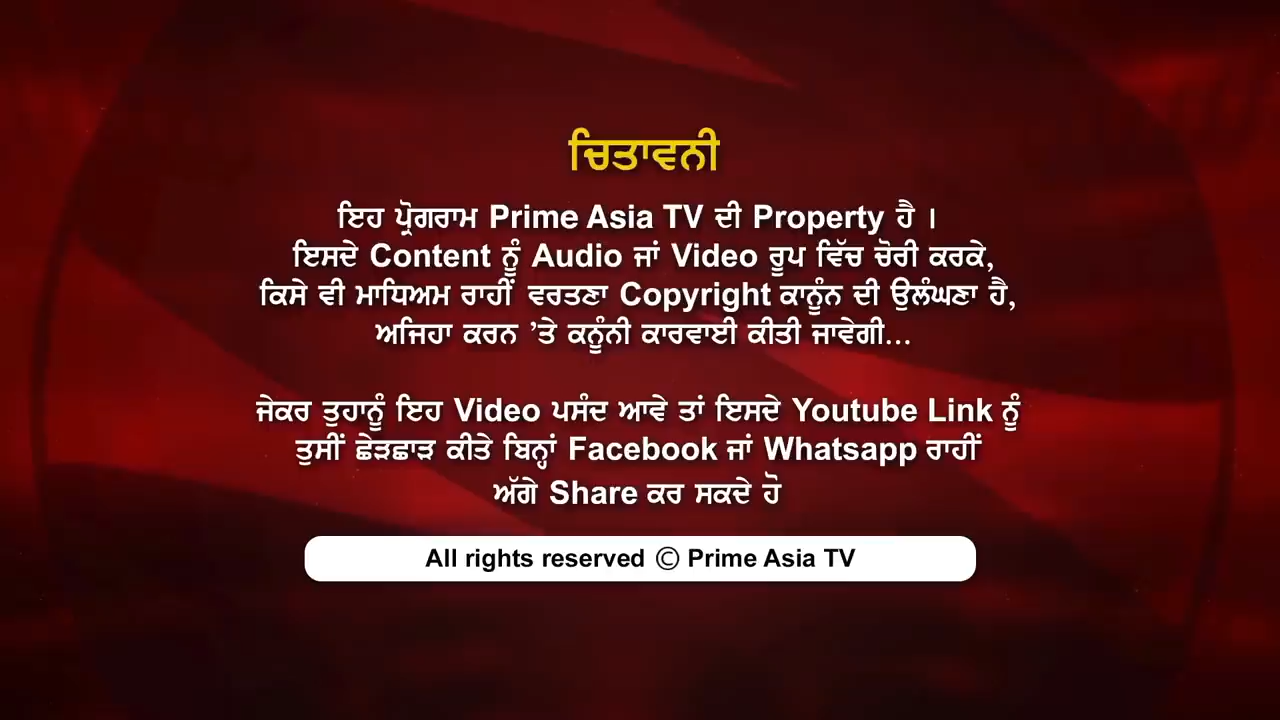 ਚਿਤਾਵਨੀ
ਇਹ ਪ੍ਰੋਗਰਾਮ Prime Asia TV ਦੀ Property ਹੈ ।
ਇਸਦੇ Content ਨੂੰ Audio ਜਾਂ Video ਰੂਪ ਵਿੱਚ ਚੋਰੀ ਕਰਕੇ,
ਕਿਸੇ ਵੀ ਮਾਧਿਅਮ ਰਾਹੀਂ ਵਰਤਣਾ Copyright ਕਾਨੂੰਨ ਦੀ ਉਲੰਘਣਾ ਹੈ,
ਅਜਿਹਾ ਕਰਨ ’ਤੇ ਕਨੂੰਨੀ ਕਾਰਵਾਈ ਕੀਤੀ ਜਾਵੇਗੀ...
ਜੇਕਰ ਤੁਹਾਨੂੰ ਇਹ Video ਪਸੰਦ ਆਵੇ ਤਾਂ ਇਸਦੇ Youtube Link ਨੂੰ
ਤੁਸੀਂ ਛੇੜਛਾੜ ਕੀਤੇ ਬਿਨ੍ਹਾਂ Facebook ਜਾਂ Whatsapp ਰਾਹੀਂ
ਅੱਗੇ Share ਕਰ ਸਕਦੇ ਹੋ
All rights reserved © Prime Asia TV